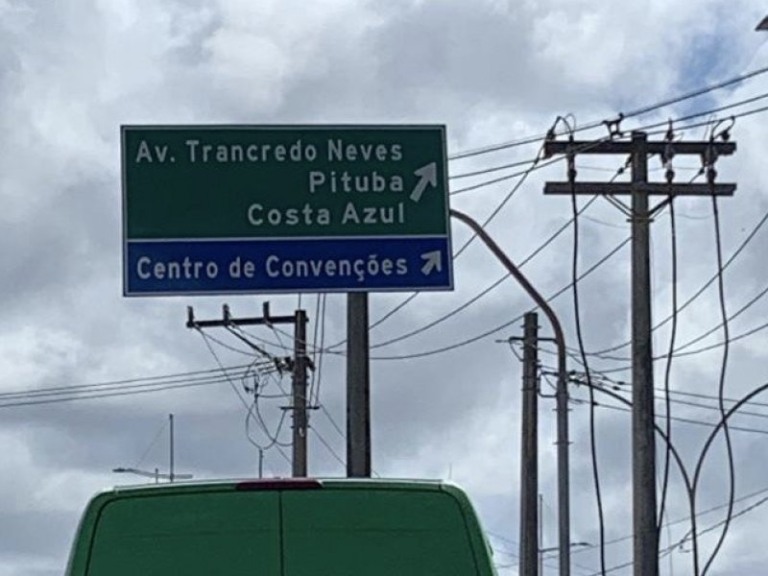 Av. Trancredo Neves
Pituba
Costa Azul
Centro de Convenções